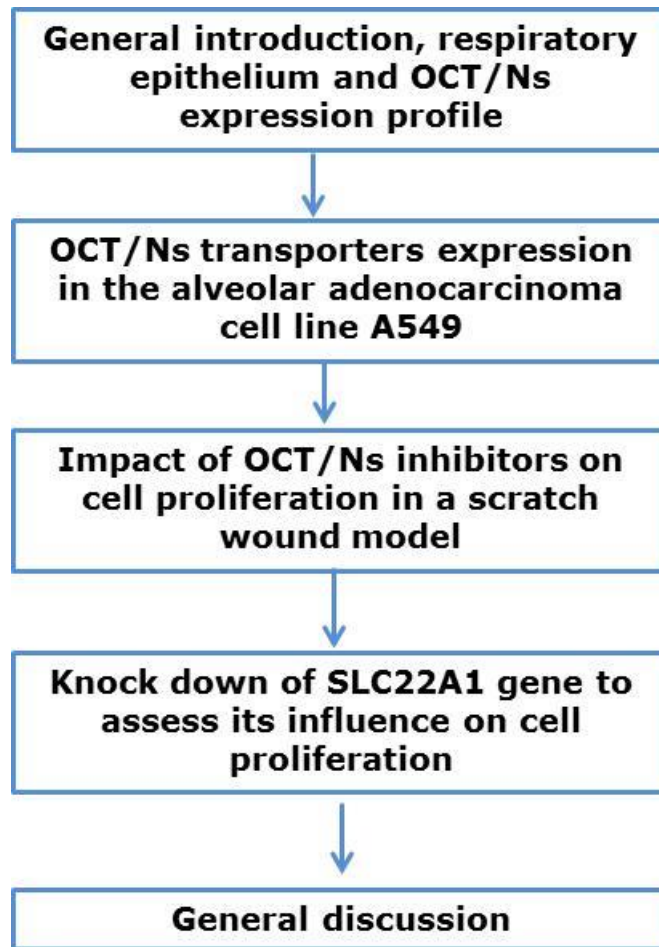 General introduction, respiratory
epithelium and OCT/Ns
expression profile
OCT/Ns transporters expression
in the alveolar adenocarcinoma
cell line A549
Impact of OCT/Ns inhibitors on
cell proliferation in a scratch
wound model
Knock down of SLC22A1 gene to
assess its influence on cell
proliferation
General discussion